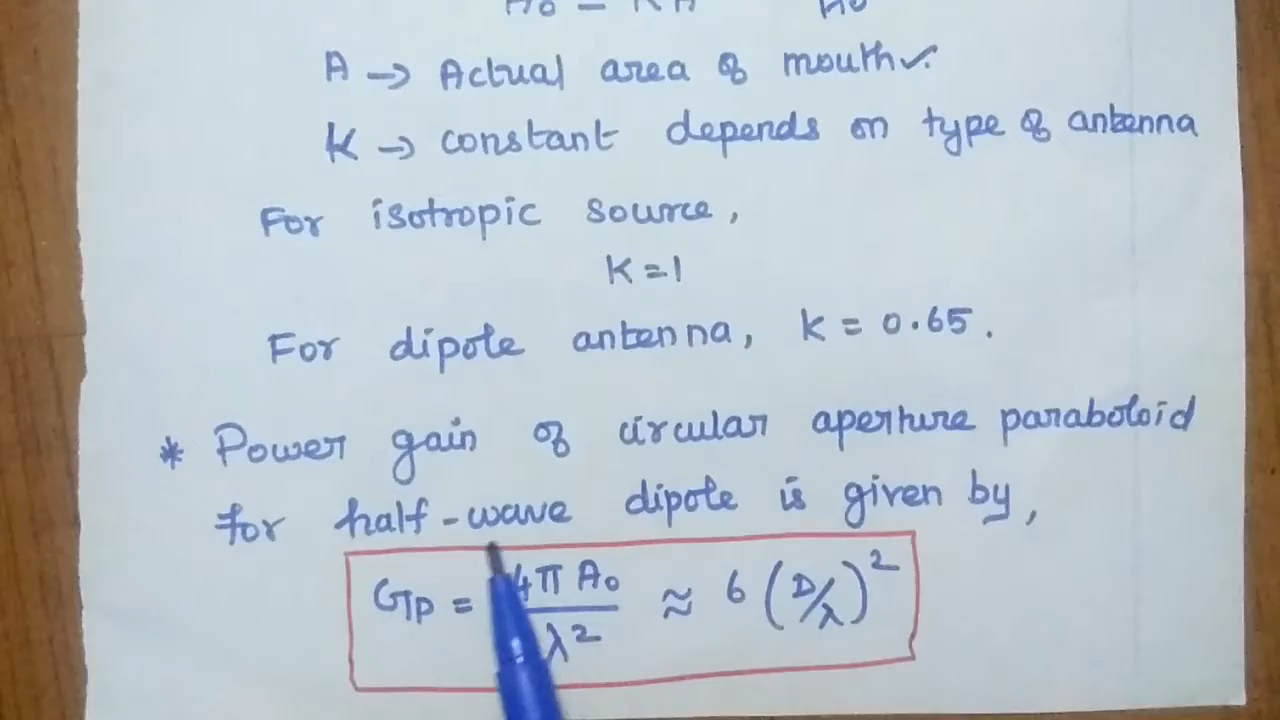 A → Actual area of mouth.
K → constant depends on type of antenna
For isotropic source,
K = 1
For dipole antenna, K = 0.65.
* Power gain of circular aperture paraboloid
for half-wave dipole is given by,
Gp = 4π A₀ / λ² ≈ 6 (D/λ)²